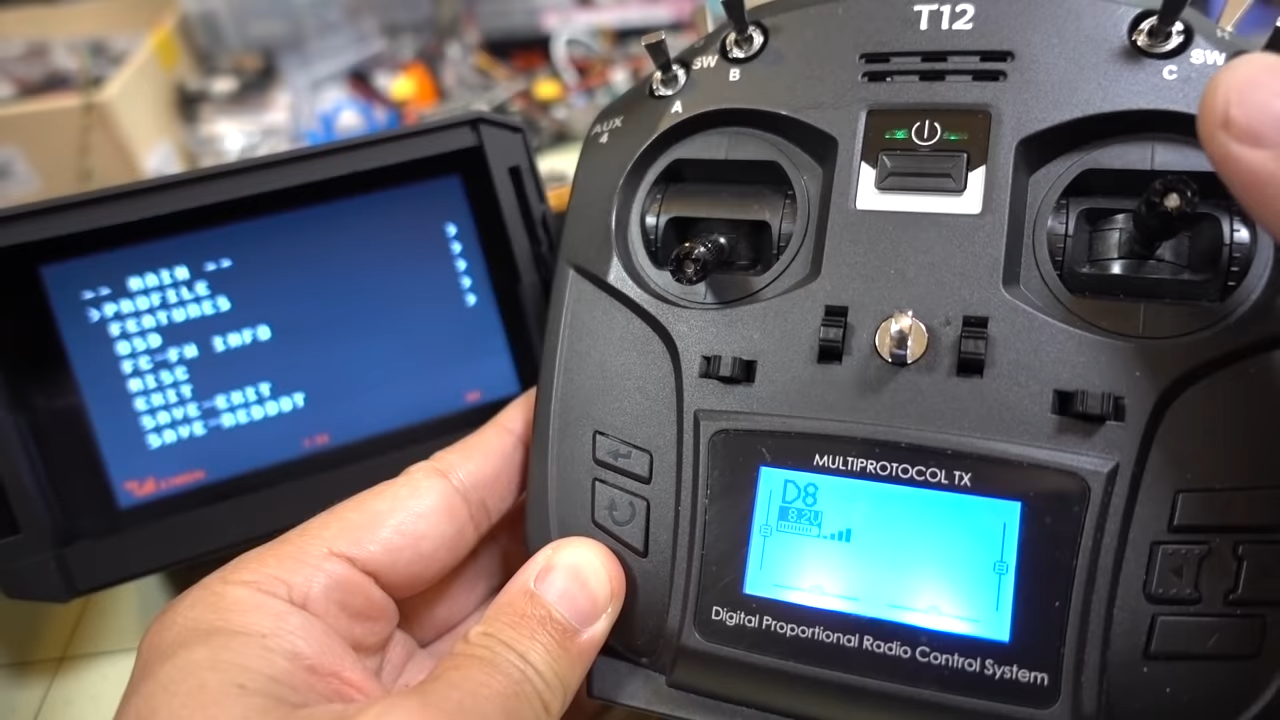 T12
SW
B
A
AUX
4
SW
C
-- MAIN --
>PROFILE >
FEATURES >
OSD >
FC-FW INFO >
MISC >
EXIT
SAVE-EXIT
SAVE-REBOOT
MULTIPROTOCOL TX
D8
8.2V
Digital Proportional Radio Control System